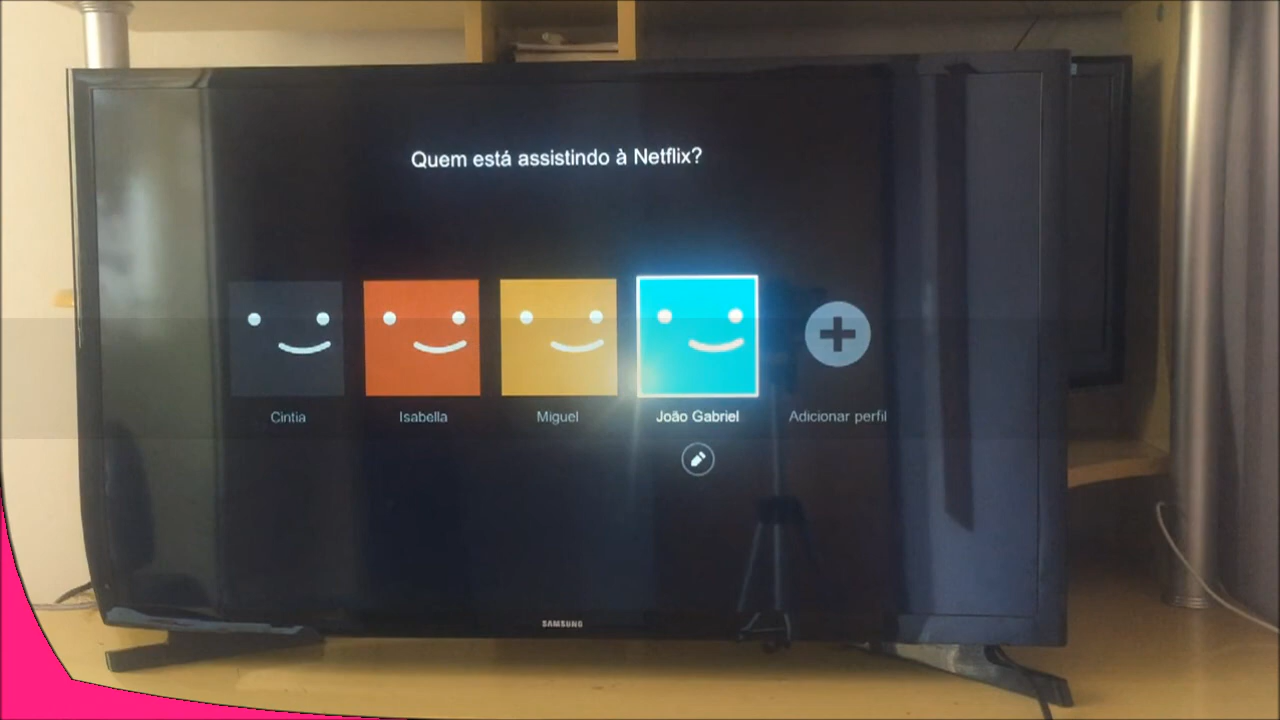 Quem está assistindo à Netflix?
Cintia
Isabella
Miguel
João Gabriel
Adicionar perfil
SAMSUNG